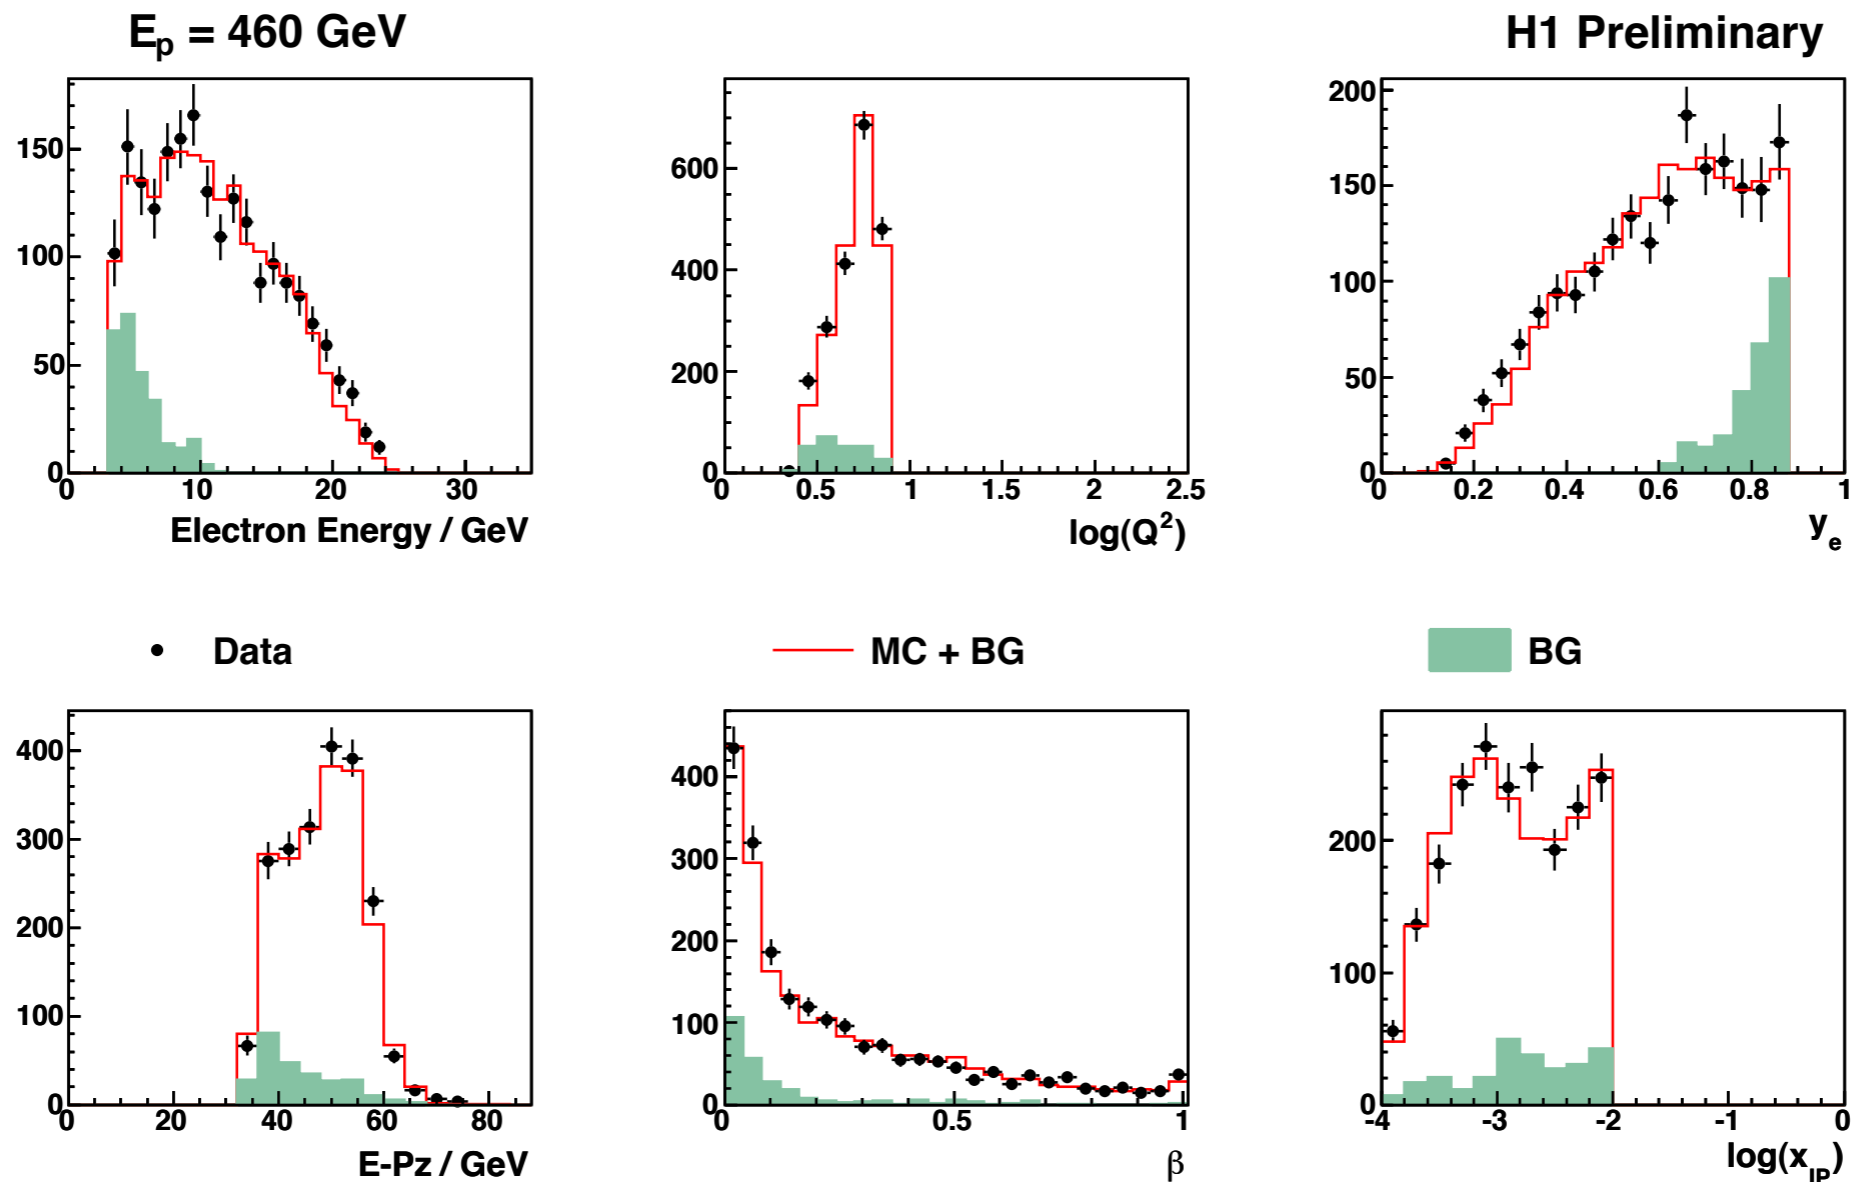 E_p = 460 GeV
H1 Preliminary
150
100
50
0
0 10 20 30
Electron Energy / GeV
600
400
200
0
0 0.5 1 1.5 2 2.5
log(Q²)
200
150
100
50
0
0 0.2 0.4 0.6 0.8 1
y_e
Data
MC + BG
BG
400
300
200
100
0
0 20 40 60 80
E-Pz / GeV
400
300
200
100
0
0 0.5 1
β
200
100
0
-4 -3 -2 -1 0
log(x_IP)